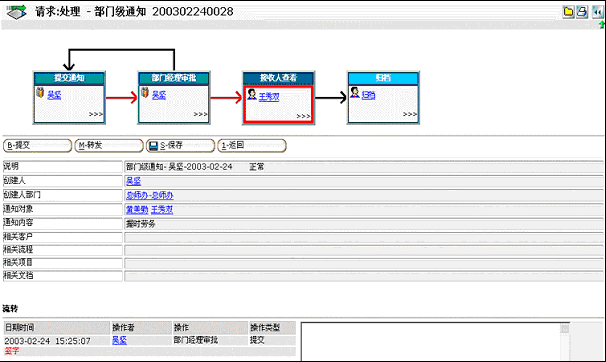 请求:处理 - 部门级通知 200302240028
提交通知 部门经理审批 接收人查看 归档
吴坚 吴坚 王秀双 归档
>>> >>> >>> >>>
B-提交 M-转发 S-保存 1-返回
说明 部门级通知-吴坚-2003-02-24 正常
创建人 吴坚
创建人部门 总师办-总师办
通知对象 黄美勤 王秀双
通知内容 搬时劳务
相关客户
相关流程
相关项目
相关文档
流转
日期时间 操作者 操作 操作类型
2003-02-24 15:25:07 吴坚 部门经理审批 提交
签字